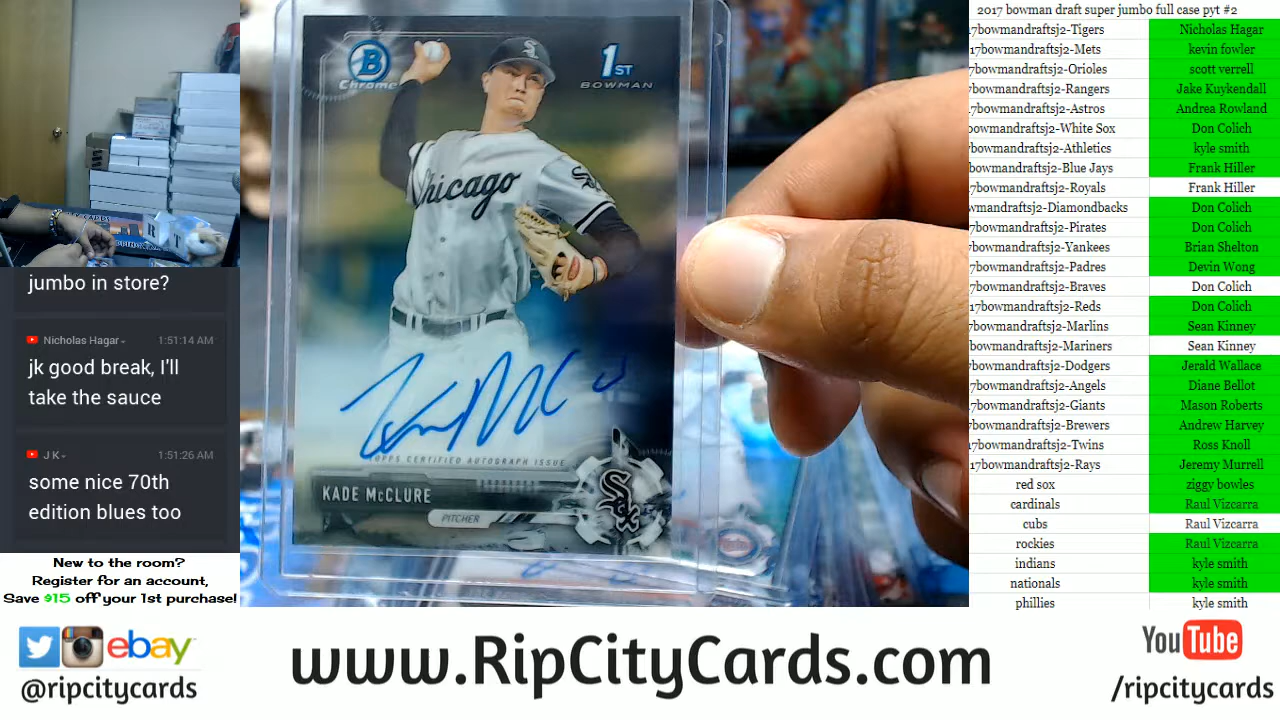 jumbo in store?
Nicholas Hagar
1:51:14 AM
jk good break, I'll
take the sauce
J K
1:51:26 AM
some nice 70th
edition blues too
New to the room?
Register for an account,
Save $15 off your 1st purchase!
B
Chrome
1ST
BOWMAN
Chicago
TOPPS CERTIFIED AUTOGRAPH ISSUE
KADE McCLURE
PITCHER
Sox
2017 bowman draft super jumbo full case pyt #2
17bowmandraftsj2-Tigers Nicholas Hagar
17bowmandraftsj2-Mets kevin fowler
7bowmandraftsj2-Orioles scott verrell
7bowmandraftsj2-Rangers Jake Kuykendall
17bowmandraftsj2-Astros Andrea Rowland
bowmandraftsj2-White Sox Don Colich
7bowmandraftsj2-Athletics kyle smith
bowmandraftsj2-Blue Jays Frank Hiller
7bowmandraftsj2-Royals Frank Hiller
wmandraftsj2-Diamondbacks Don Colich
7bowmandraftsj2-Pirates Don Colich
7bowmandraftsj2-Yankees Brian Shelton
17bowmandraftsj2-Padres Devin Wong
7bowmandraftsj2-Braves Don Colich
17bowmandraftsj2-Reds Don Colich
7bowmandraftsj2-Marlins Sean Kinney
bowmandraftsj2-Mariners Sean Kinney
7bowmandraftsj2-Dodgers Jerald Wallace
17bowmandraftsj2-Angels Diane Bellot
17bowmandraftsj2-Giants Mason Roberts
7bowmandraftsj2-Brewers Andrew Harvey
17bowmandraftsj2-Twins Ross Knoll
17bowmandraftsj2-Rays Jeremy Murrell
red sox ziggy bowles
cardinals Raul Vizcarra
cubs Raul Vizcarra
rockies Raul Vizcarra
indians kyle smith
nationals kyle smith
phillies kyle smith
ebay
@ripcitycards
www.RipCityCards.com
YouTube
/ripcitycards